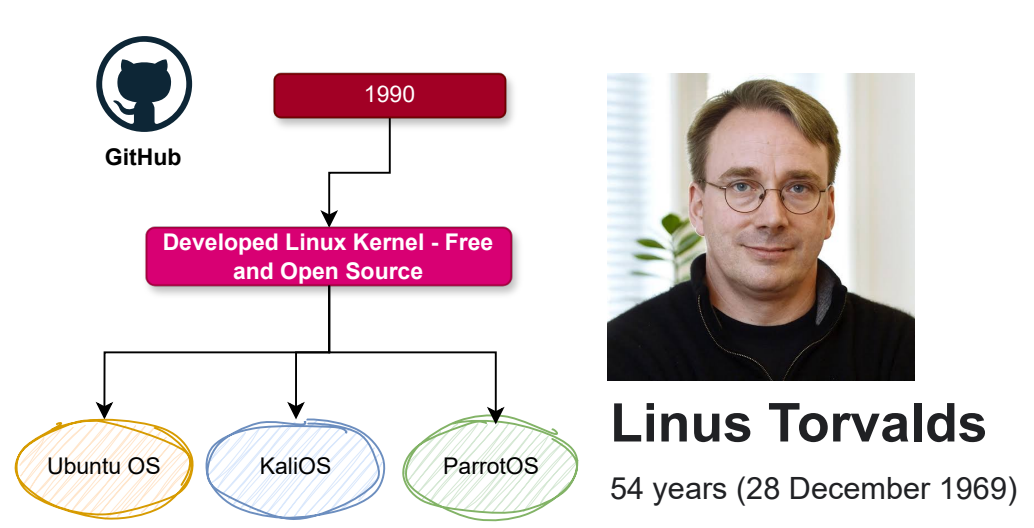 1990
GitHub
Developed Linux Kernel - Free
and Open Source
Ubuntu OS
KaliOS
ParrotOS
Linus Torvalds
54 years (28 December 1969)